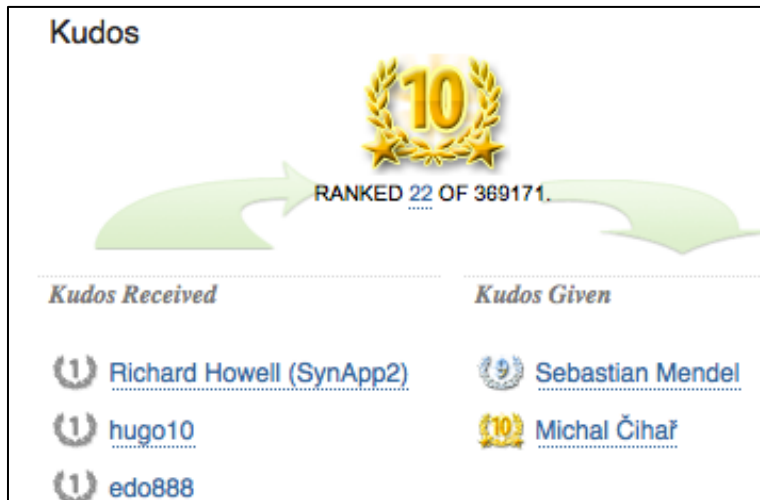 Kudos
10
RANKED 22 OF 369171.
Kudos Received
1 Richard Howell (SynApp2)
1 hugo10
1 edo888
Kudos Given
9 Sebastian Mendel
10 Michal Čihař